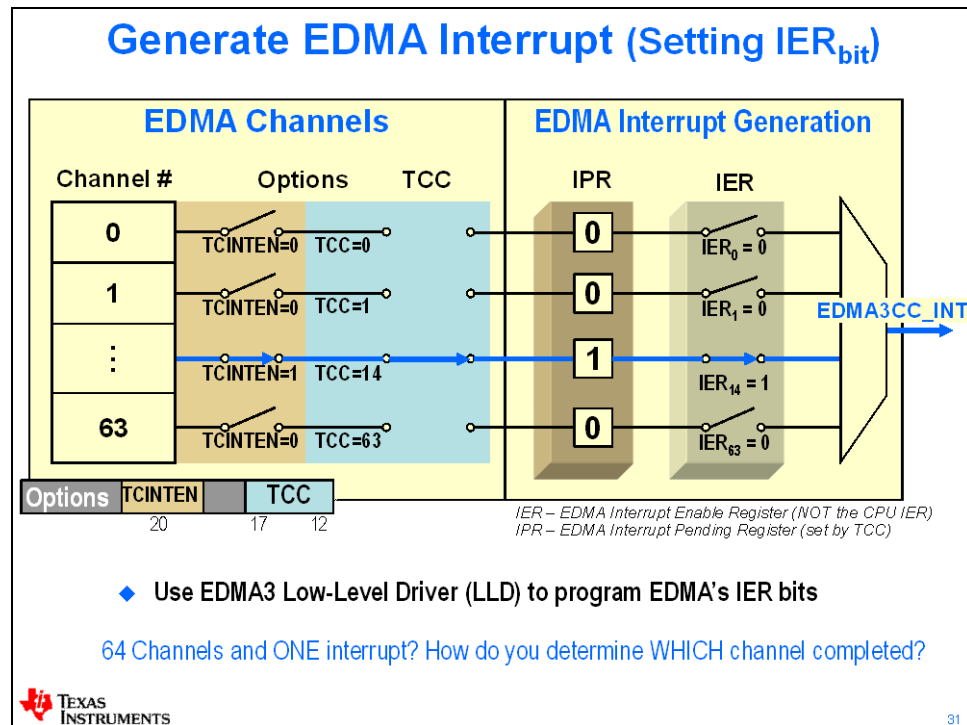 Generate EDMA Interrupt (Setting IERbit)
EDMA Channels
EDMA Interrupt Generation
Channel #
Options
TCC
IPR
IER
0
TCINTEN=0
TCC=0
0
IER0 = 0
1
TCINTEN=0
TCC=1
0
IER1 = 0
EDMA3CC_INT
⋮
TCINTEN=1
TCC=14
1
IER14 = 1
63
TCINTEN=0
TCC=63
0
IER63 = 0
Options
TCINTEN
TCC
20
17
12
IER – EDMA Interrupt Enable Register (NOT the CPU IER)
IPR – EDMA Interrupt Pending Register (set by TCC)
◆ Use EDMA3 Low-Level Driver (LLD) to program EDMA's IER bits
64 Channels and ONE interrupt? How do you determine WHICH channel completed?
TEXAS
INSTRUMENTS
31